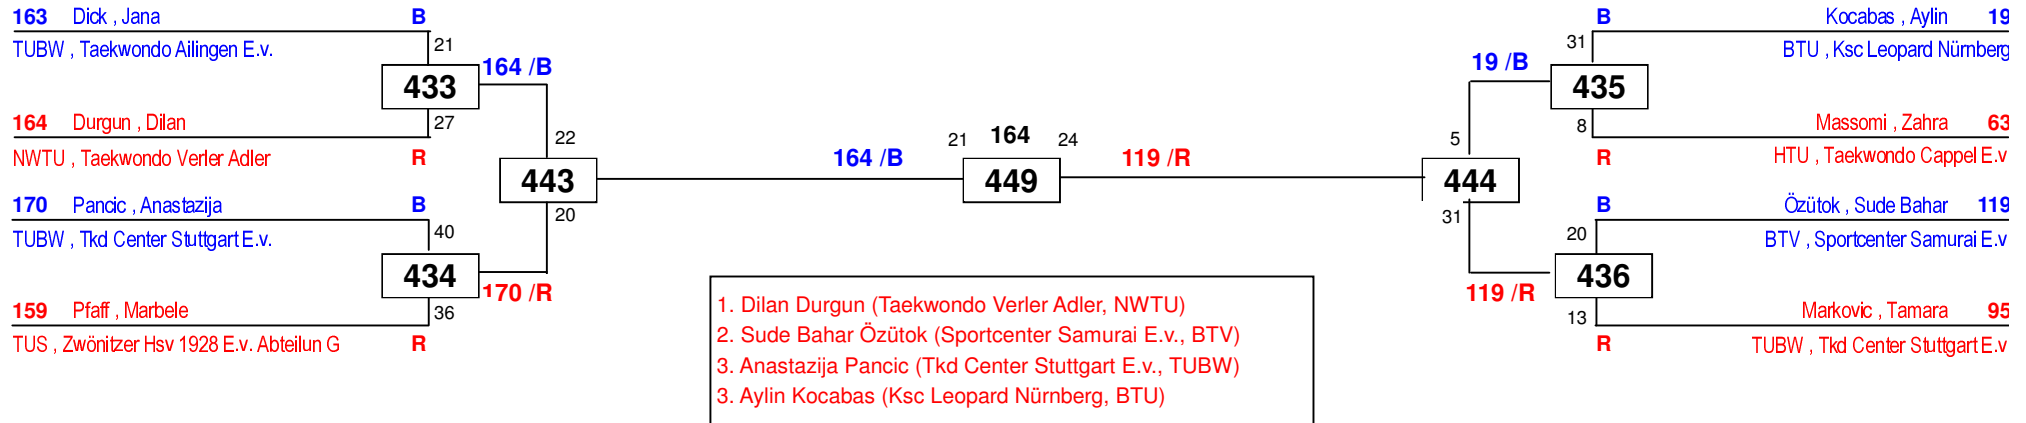 163 Dick , Jana B
TUBW , Taekwondo Ailingen E.v.
21
433
164 /B
27
164 Durgun , Dilan
NWTU , Taekwondo Verler Adler R
22
443
20
170 Pancic , Anastazija B
TUBW , Tkd Center Stuttgart E.v.
40
434
170 /R
36
159 Pfaff , Marbele
TUS , Zwönitzer Hsv 1928 E.v. Abteilun G R
164 /B
21 164 24
449
119 /R
B Kocabas , Aylin 19
31
BTU , Ksc Leopard Nürnberg
19 /B
435
8
Massomi , Zahra 63
R HTU , Taekwondo Cappel E.v
5
444
31
B Özütok , Sude Bahar 119
20
BTV , Sportcenter Samurai E.v
436
119 /R
13
Markovic , Tamara 95
R TUBW , Tkd Center Stuttgart E.v
1. Dilan Durgun (Taekwondo Verler Adler, NWTU)
2. Sude Bahar Özütok (Sportcenter Samurai E.v., BTV)
3. Anastazija Pancic (Tkd Center Stuttgart E.v., TUBW)
3. Aylin Kocabas (Ksc Leopard Nürnberg, BTU)